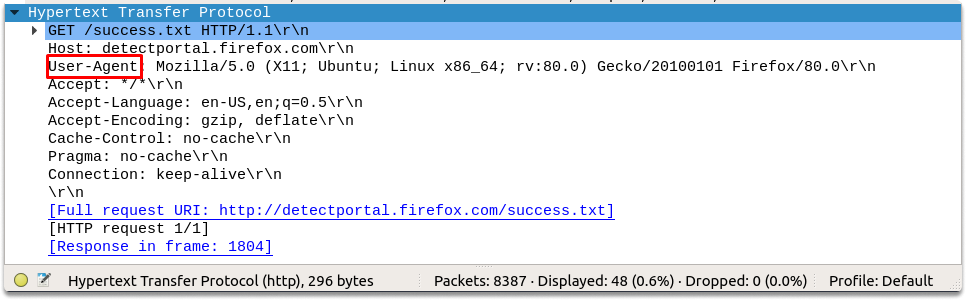 Hypertext Transfer Protocol
GET /success.txt HTTP/1.1\r\n
Host: detectportal.firefox.com\r\n
User-Agent: Mozilla/5.0 (X11; Ubuntu; Linux x86_64; rv:80.0) Gecko/20100101 Firefox/80.0\r\n
Accept: */*\r\n
Accept-Language: en-US,en;q=0.5\r\n
Accept-Encoding: gzip, deflate\r\n
Cache-Control: no-cache\r\n
Pragma: no-cache\r\n
Connection: keep-alive\r\n
\r\n
[Full request URI: http://detectportal.firefox.com/success.txt]
[HTTP request 1/1]
[Response in frame: 1804]
Hypertext Transfer Protocol (http), 296 bytes Packets: 8387 · Displayed: 48 (0.6%) · Dropped: 0 (0.0%) Profile: Default